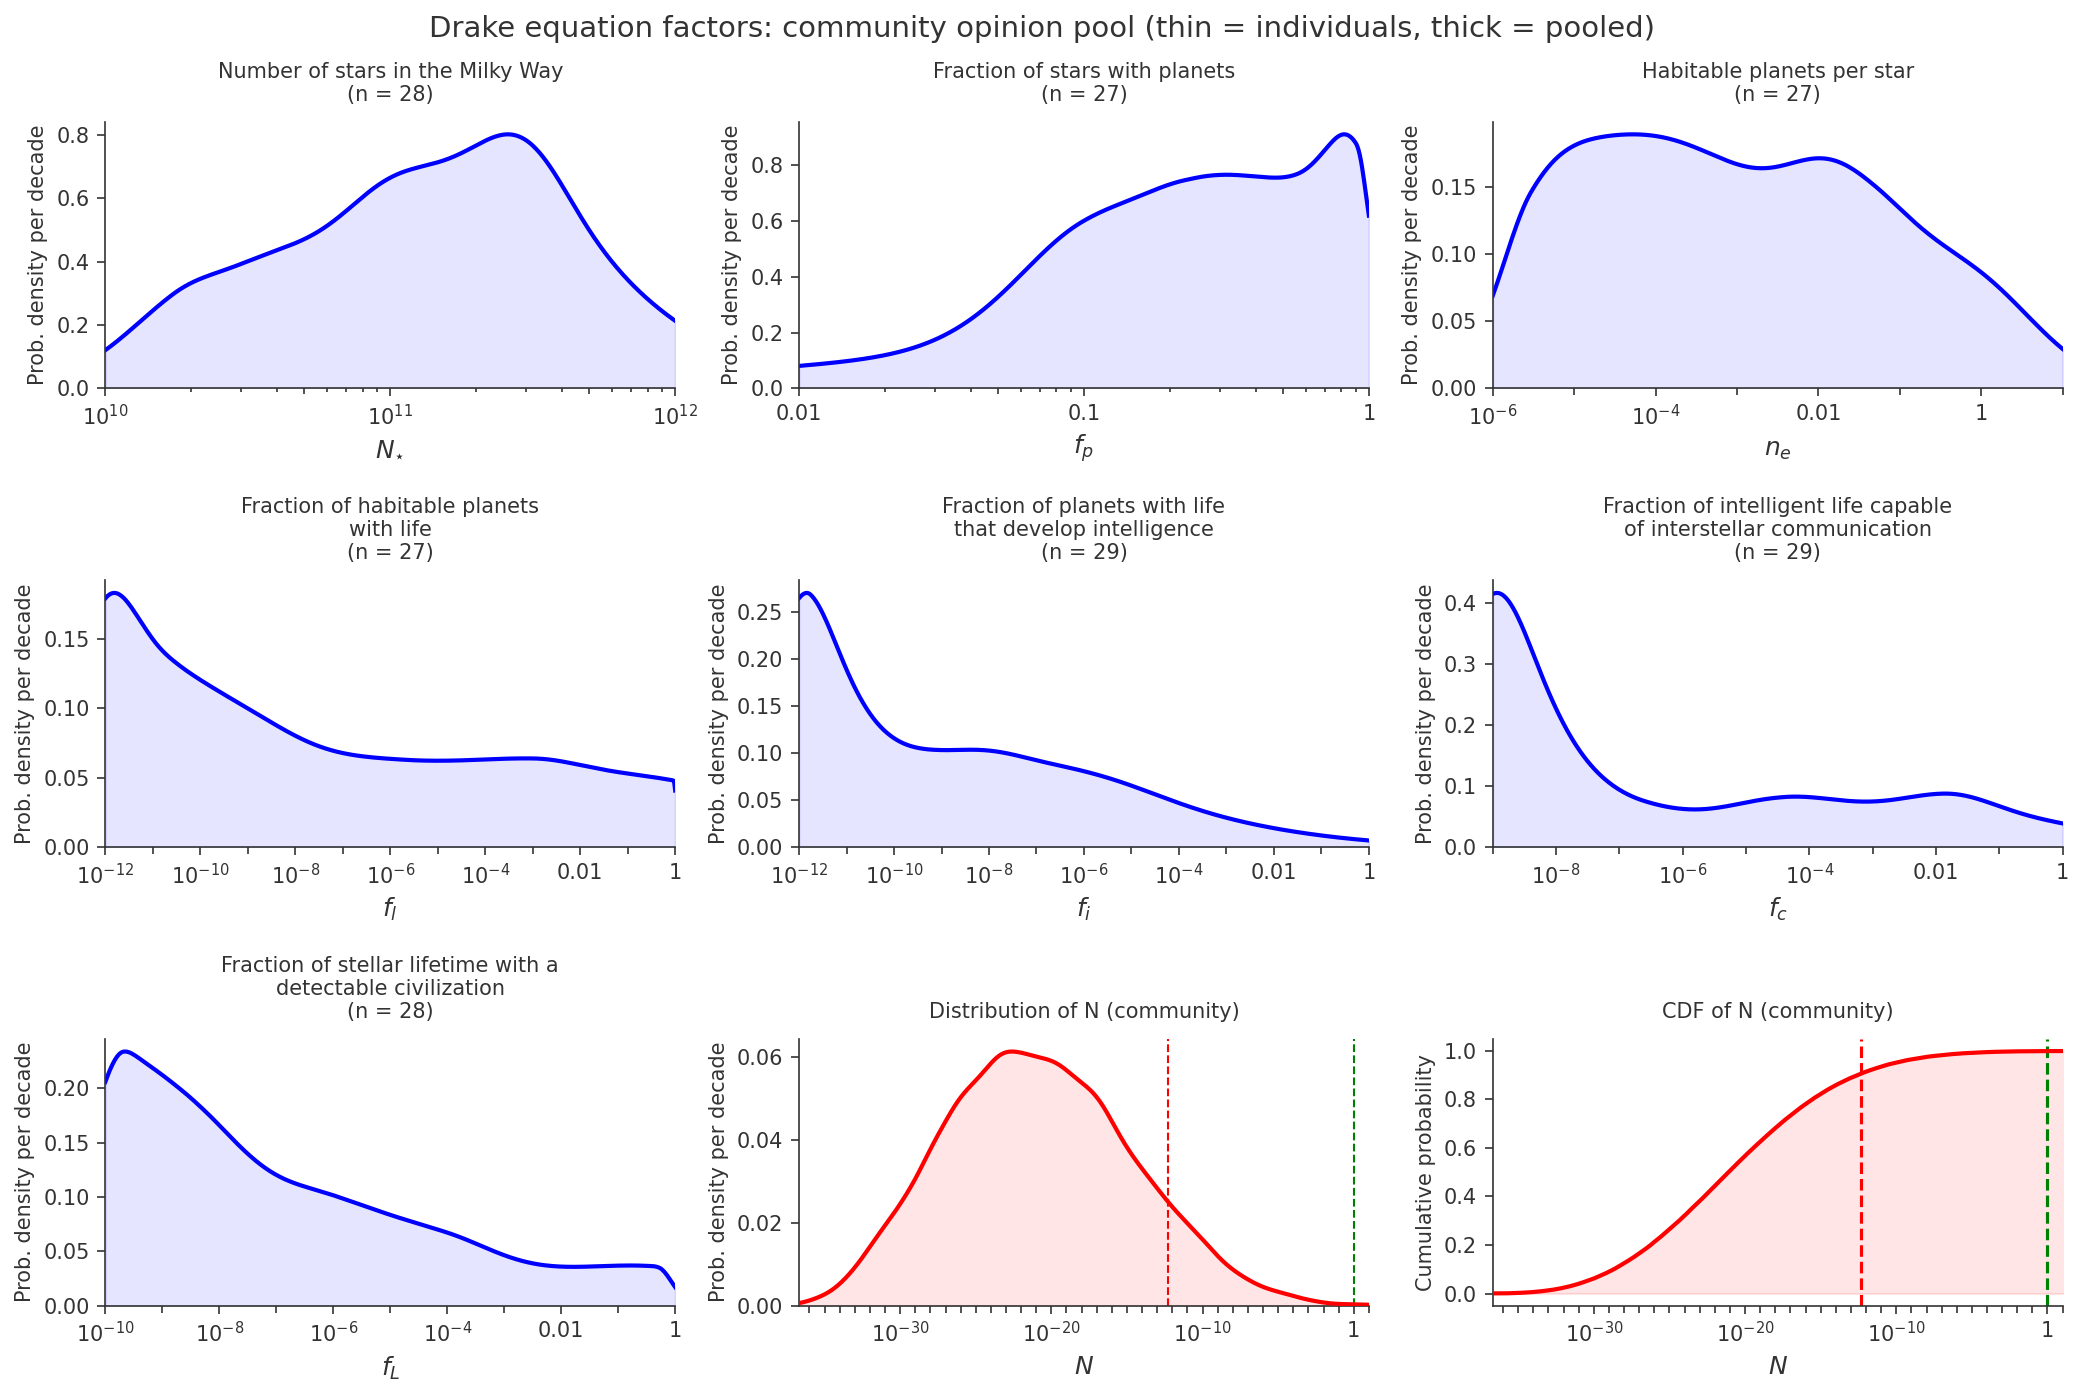 Drake equation factors: community opinion pool (thin = individuals, thick = pooled)
Number of stars in the Milky Way
(n = 28)
Prob. density per decade
0.8
0.6
0.4
0.2
0.0
10^10 10^11 10^12
N⋆
Fraction of stars with planets
(n = 27)
Prob. density per decade
0.8
0.6
0.4
0.2
0.0
0.01 0.1 1
f_p
Habitable planets per star
(n = 27)
Prob. density per decade
0.15
0.10
0.05
0.00
10^-6 10^-4 0.01 1
n_e
Fraction of habitable planets
with life
(n = 27)
Prob. density per decade
0.15
0.10
0.05
0.00
10^-12 10^-10 10^-8 10^-6 10^-4 0.01 1
f_l
Fraction of planets with life
that develop intelligence
(n = 29)
Prob. density per decade
0.25
0.20
0.15
0.10
0.05
0.00
10^-12 10^-10 10^-8 10^-6 10^-4 0.01 1
f_i
Fraction of intelligent life capable
of interstellar communication
(n = 29)
Prob. density per decade
0.4
0.3
0.2
0.1
0.0
10^-8 10^-6 10^-4 0.01 1
f_c
Fraction of stellar lifetime with a
detectable civilization
(n = 28)
Prob. density per decade
0.20
0.15
0.10
0.05
0.00
10^-10 10^-8 10^-6 10^-4 0.01 1
f_L
Distribution of N (community)
Prob. density per decade
0.06
0.04
0.02
0.00
10^-30 10^-20 10^-10 1
N
CDF of N (community)
Cumulative probability
1.0
0.8
0.6
0.4
0.2
0.0
10^-30 10^-20 10^-10 1
N